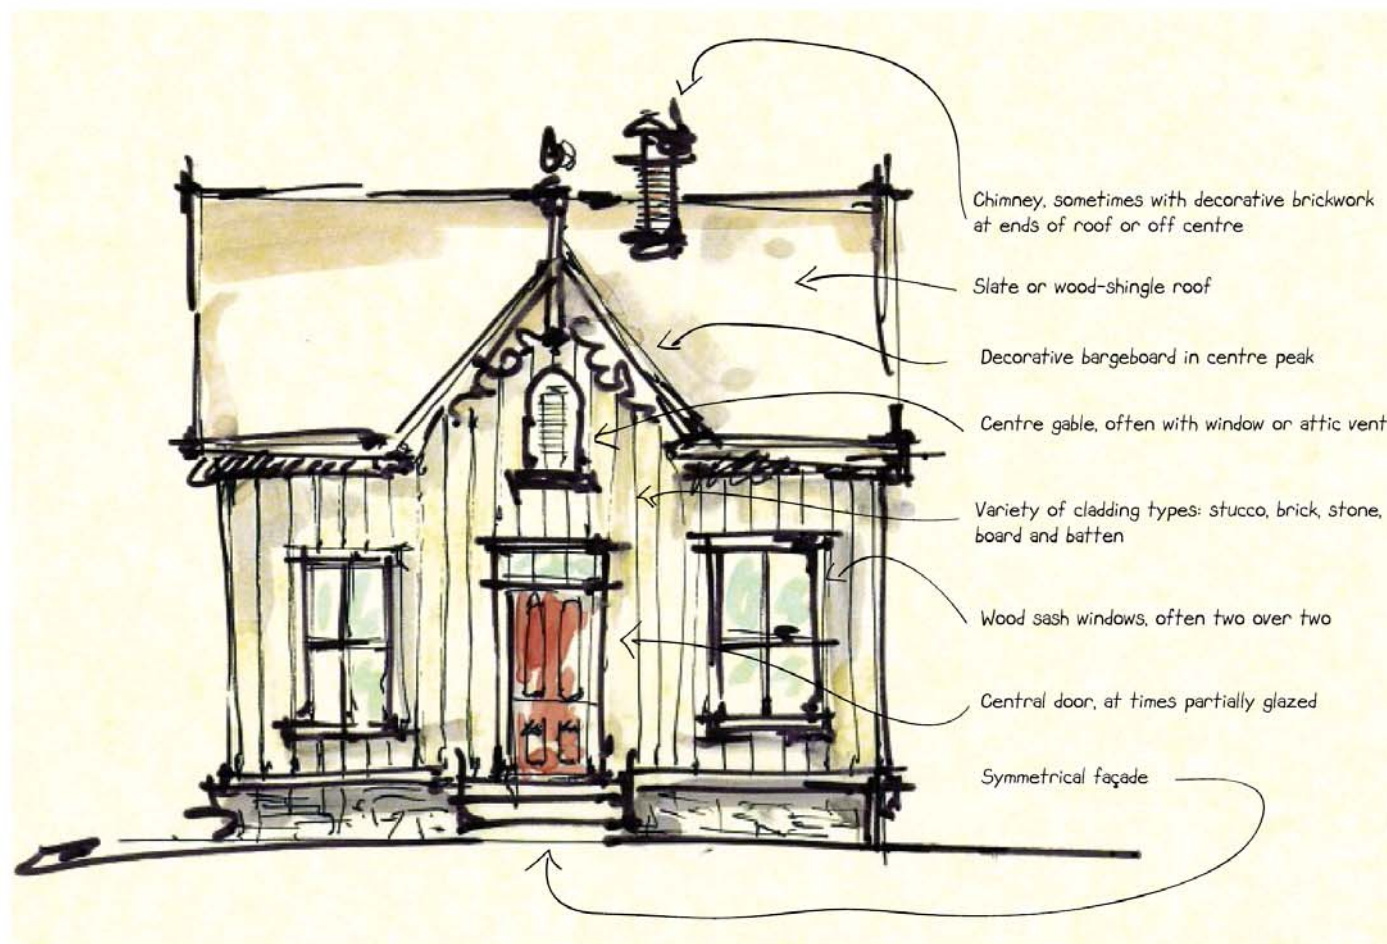 Chimney, sometimes with decorative brickwork
at ends of roof or off centre
Slate or wood-shingle roof
Decorative bargeboard in centre peak
Centre gable, often with window or attic vent
Variety of cladding types: stucco, brick, stone,
board and batten
Wood sash windows, often two over two
Central door, at times partially glazed
Symmetrical façade